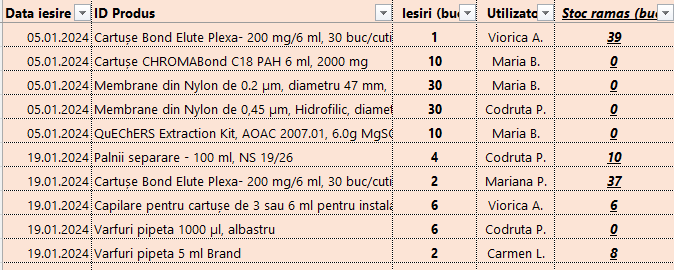 Data iesire ID Produs Iesiri (buc Utilizato Stoc ramas (bu
05.01.2024 Cartușe Bond Elute Plexa- 200 mg/6 ml, 30 buc/cuti 1 Viorica A. 39
05.01.2024 Cartușe CHROMABond C18 PAH 6 ml, 2000 mg 10 Maria B. 0
05.01.2024 Membrane din Nylon de 0.2 µm, diametru 47 mm, 30 Maria B. 0
05.01.2024 Membrane din Nylon de 0,45 µm, Hidrofilic, diamet 30 Codruta P. 0
05.01.2024 QuEChERS Extraction Kit, AOAC 2007.01, 6.0g MgSO 10 Maria B. 0
19.01.2024 Palnii separare - 100 ml, NS 19/26 4 Codruta P. 10
19.01.2024 Cartușe Bond Elute Plexa- 200 mg/6 ml, 30 buc/cuti 2 Mariana P. 37
19.01.2024 Capilare pentru cartușe de 3 sau 6 ml pentru instala 6 Viorica A. 6
19.01.2024 Varfuri pipeta 1000 µl, albastru 6 Codruta P. 0
19.01.2024 Varfuri pipeta 5 ml Brand 2 Carmen L. 8